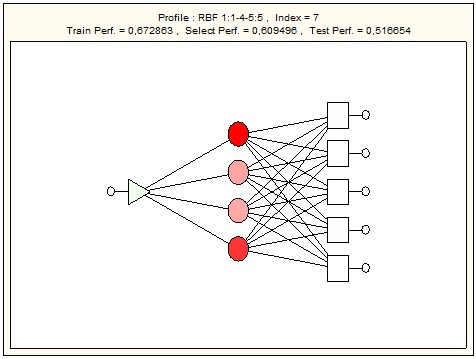 Profile : RBF 1:1-4-5:5 , Index = 7
Train Perf. = 0,672863 , Select Perf. = 0,609496 , Test Perf. = 0,516654